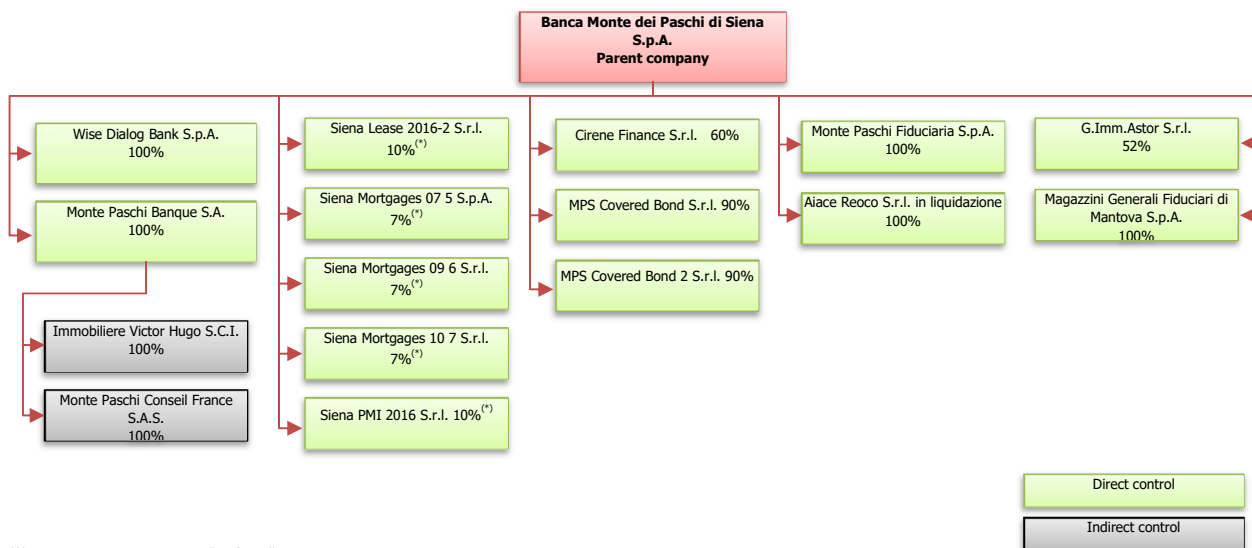 Banca Monte dei Paschi di Siena
S.p.A.
Parent company
Wise Dialog Bank S.p.A.
100%
Monte Paschi Banque S.A.
100%
Immobiliere Victor Hugo S.C.I.
100%
Monte Paschi Conseil France
S.A.S.
100%
Siena Lease 2016-2 S.r.l.
10%(*)
Siena Mortgages 07 5 S.p.A.
7%(*)
Siena Mortgages 09 6 S.r.l.
7%(*)
Siena Mortgages 10 7 S.r.l.
7%(*)
Siena PMI 2016 S.r.l. 10%(*)
Cirene Finance S.r.l. 60%
MPS Covered Bond S.r.l. 90%
MPS Covered Bond 2 S.r.l. 90%
Monte Paschi Fiduciaria S.p.A.
100%
Aiace Reoco S.r.l. in liquidazione
100%
G.Imm.Astor S.r.l.
52%
Magazzini Generali Fiduciari di
Mantova S.p.A.
100%
Direct control
Indirect control